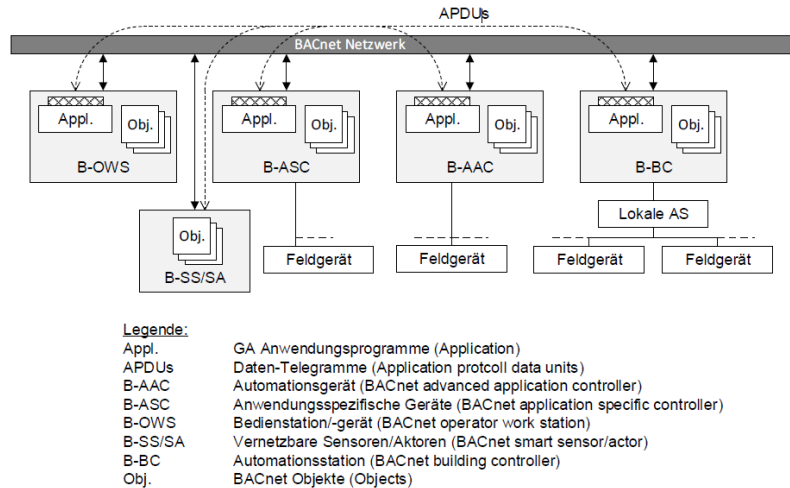 APDUs
BACnet Netzwerk
Appl.
Obj.
B-OWS
Appl.
Obj.
B-ASC
Appl.
Obj.
B-AAC
Appl.
Obj.
B-BC
Lokale AS
Obj.
B-SS/SA
Feldgerät
Feldgerät
Feldgerät
Feldgerät
Legende:
Appl. GA Anwendungsprogramme (Application)
APDUs Daten-Telegramme (Application protcoll data units)
B-AAC Automationsgerät (BACnet advanced application controller)
B-ASC Anwendungsspezifische Geräte (BACnet application specific controller)
B-OWS Bedienstation/-gerät (BACnet operator work station)
B-SS/SA Vernetzbare Sensoren/Aktoren (BACnet smart sensor/actor)
B-BC Automationsstation (BACnet building controller)
Obj. BACnet Objekte (Objects)